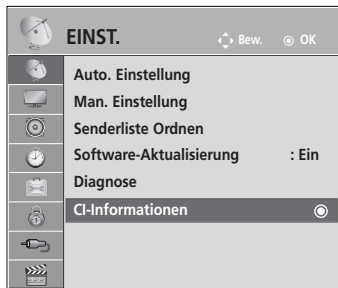 EINST. Bew. OK
Auto. Einstellung
Man. Einstellung
Senderliste Ordnen
Software-Aktualisierung : Ein
Diagnose
CI-Informationen